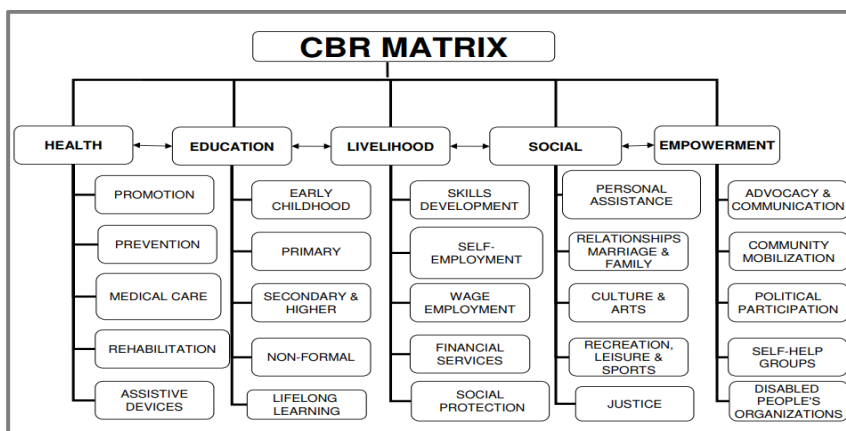 CBR MATRIX
HEALTH
EDUCATION
LIVELIHOOD
SOCIAL
EMPOWERMENT
PROMOTION
PREVENTION
MEDICAL CARE
REHABILITATION
ASSISTIVE
DEVICES
EARLY
CHILDHOOD
PRIMARY
SECONDARY &
HIGHER
NON-FORMAL
LIFELONG
LEARNING
SKILLS
DEVELOPMENT
SELF-
EMPLOYMENT
WAGE
EMPLOYMENT
FINANCIAL
SERVICES
SOCIAL
PROTECTION
PERSONAL
ASSISTANCE
RELATIONSHIPS
MARRIAGE &
FAMILY
CULTURE &
ARTS
RECREATION,
LEISURE &
SPORTS
JUSTICE
ADVOCACY &
COMMUNICATION
COMMUNITY
MOBILIZATION
POLITICAL
PARTICIPATION
SELF-HELP
GROUPS
DISABLED
PEOPLE'S
ORGANIZATIONS